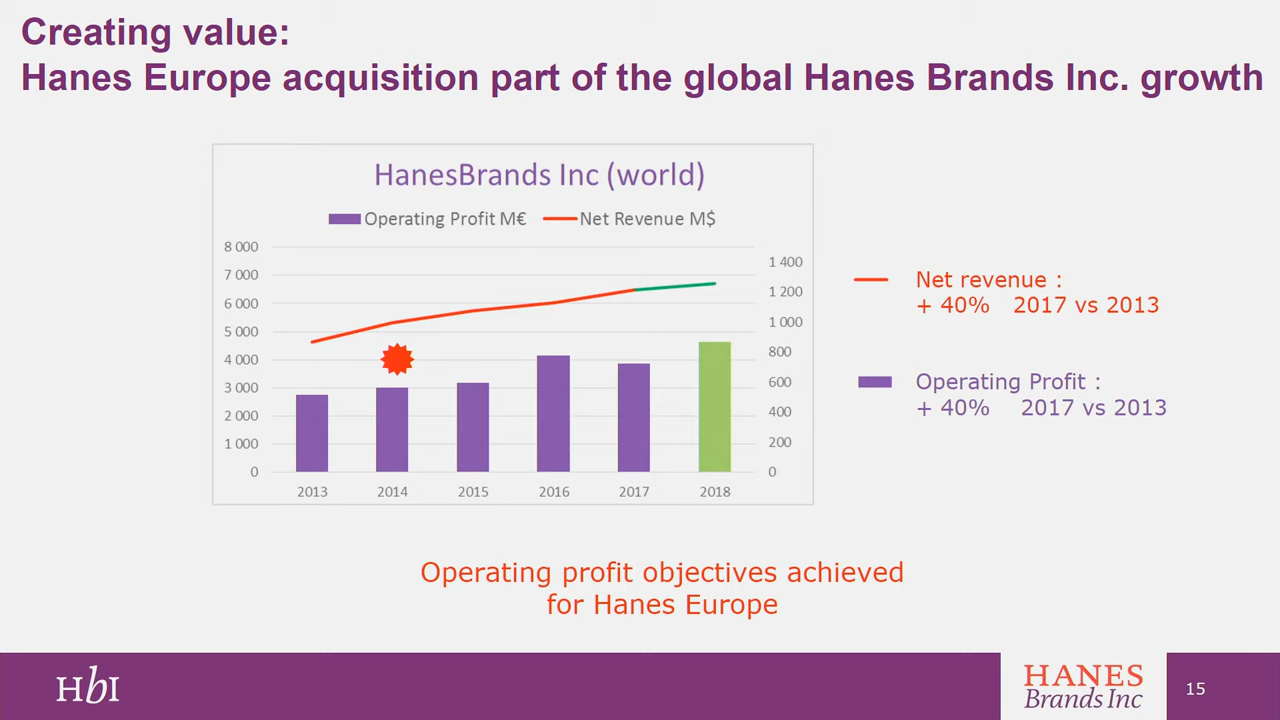 Creating value:
Hanes Europe acquisition part of the global Hanes Brands Inc. growth
HanesBrands Inc (world)
Operating Profit M€ Net Revenue M$
8 000
7 000
6 000
5 000
4 000
3 000
2 000
1 000
0
1 400
1 200
1 000
800
600
400
200
0
2013 2014 2015 2016 2017 2018
Net revenue :
+ 40% 2017 vs 2013
Operating Profit :
+ 40% 2017 vs 2013
Operating profit objectives achieved
for Hanes Europe
HbI
HANES
Brands Inc
15